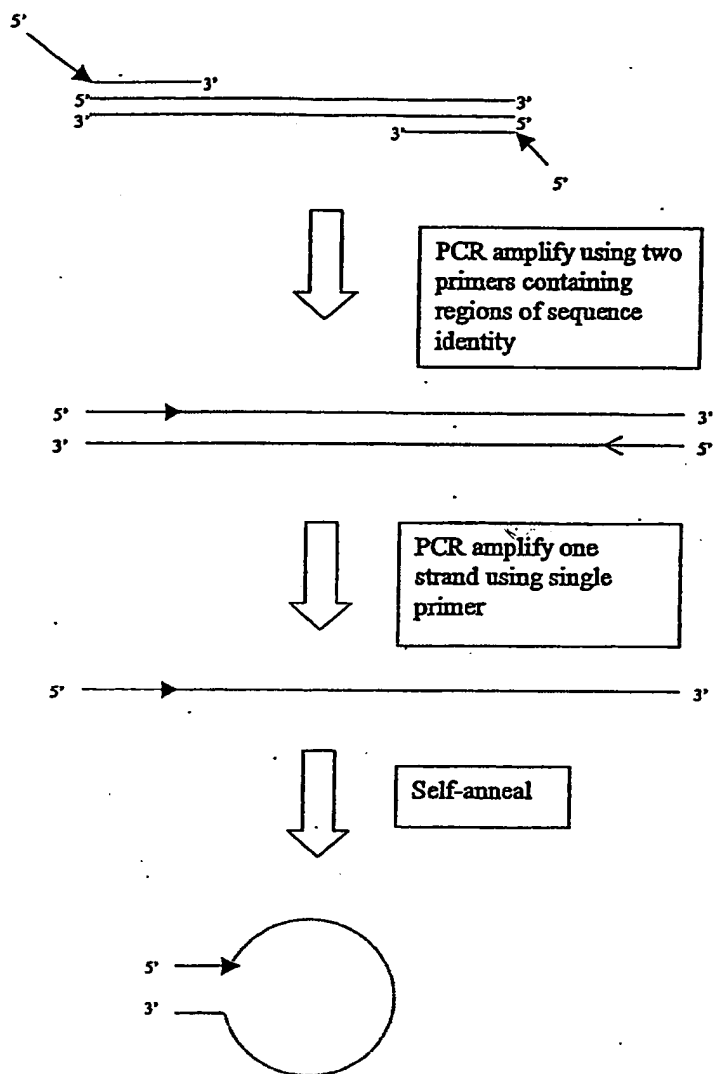 5'
3'
5' 3'
3' 5'
3'
5'
PCR amplify using two
primers containing
regions of sequence
identity
5' 3'
3' 5'
PCR amplify one
strand using single
primer
5' 3'
Self-anneal
5'
3'